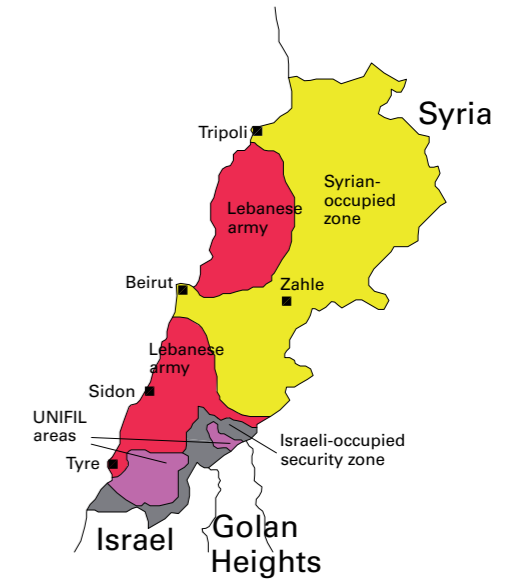 Syria
Tripoli
Syrian-
occupied
zone
Lebanese
army
Beirut
Zahle
Lebanese
army
Sidon
UNIFIL
areas
Israeli-occupied
security zone
Tyre
Israel
Golan
Heights